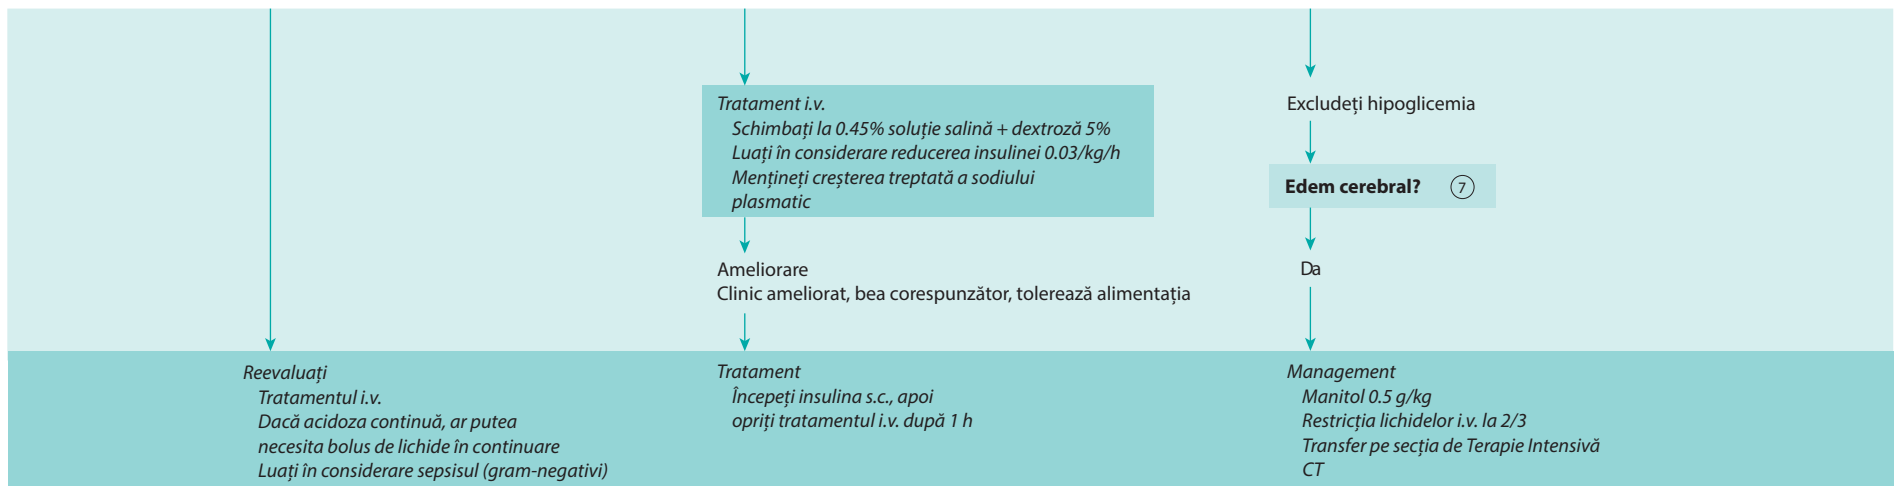 Tratament i.v.
Schimbați la 0.45% soluție salină + dextroză 5%
Luați în considerare reducerea insulinei 0.03/kg/h
Mențineți creșterea treptată a sodiului
plasmatic
Ameliorare
Clinic ameliorat, bea corespunzător, tolerează alimentația
Excludeți hipoglicemia
Edem cerebral? 7
Da
Reevaluați
Tratamentul i.v.
Dacă acidoza continuă, ar putea
necesita bolus de lichide în continuare
Luați în considerare sepsisul (gram-negativi)
Tratament
Începeți insulina s.c., apoi
opriți tratamentul i.v. după 1 h
Management
Manitol 0.5 g/kg
Restricția lichidelor i.v. la 2/3
Transfer pe secția de Terapie Intensivă
CT